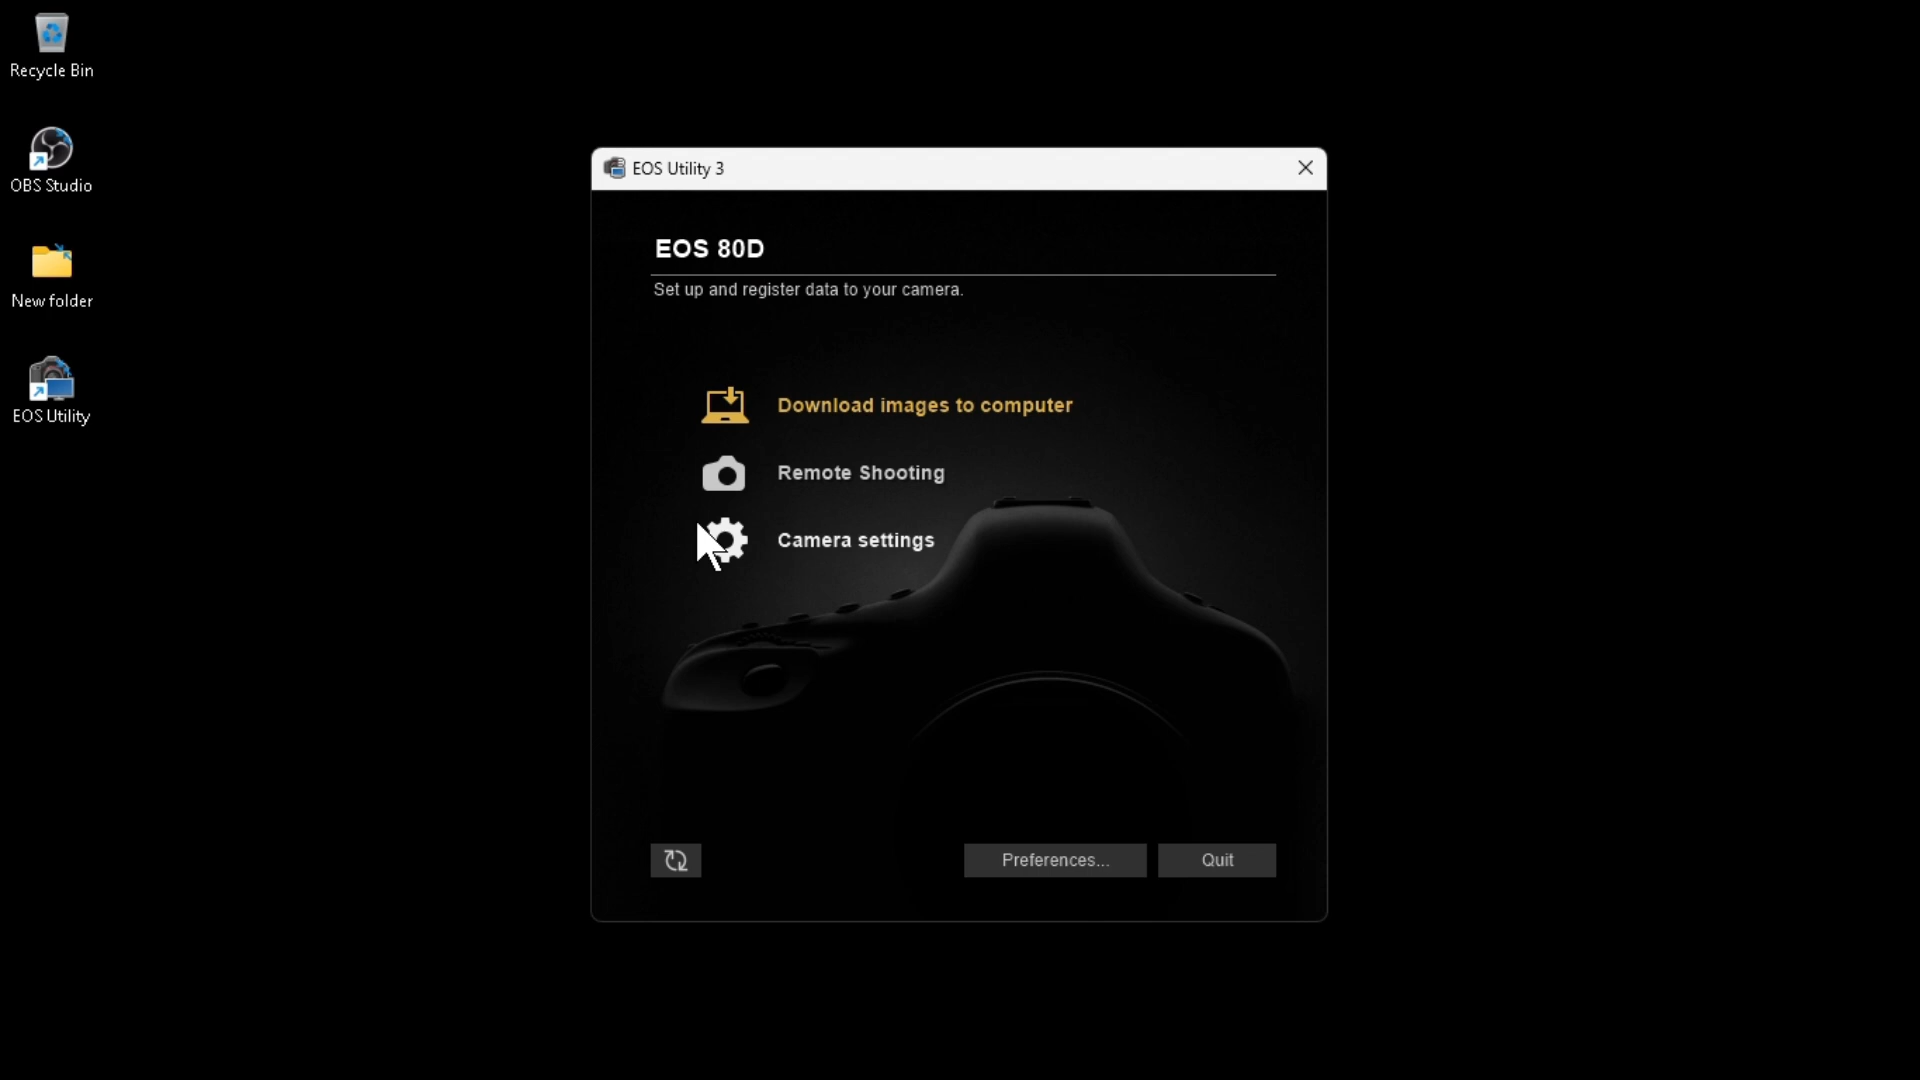 Recycle Bin
OBS Studio
New folder
EOS Utility
EOS Utility 3
EOS 80D
Set up and register data to your camera.
Download images to computer
Remote Shooting
Camera settings
Preferences...
Quit